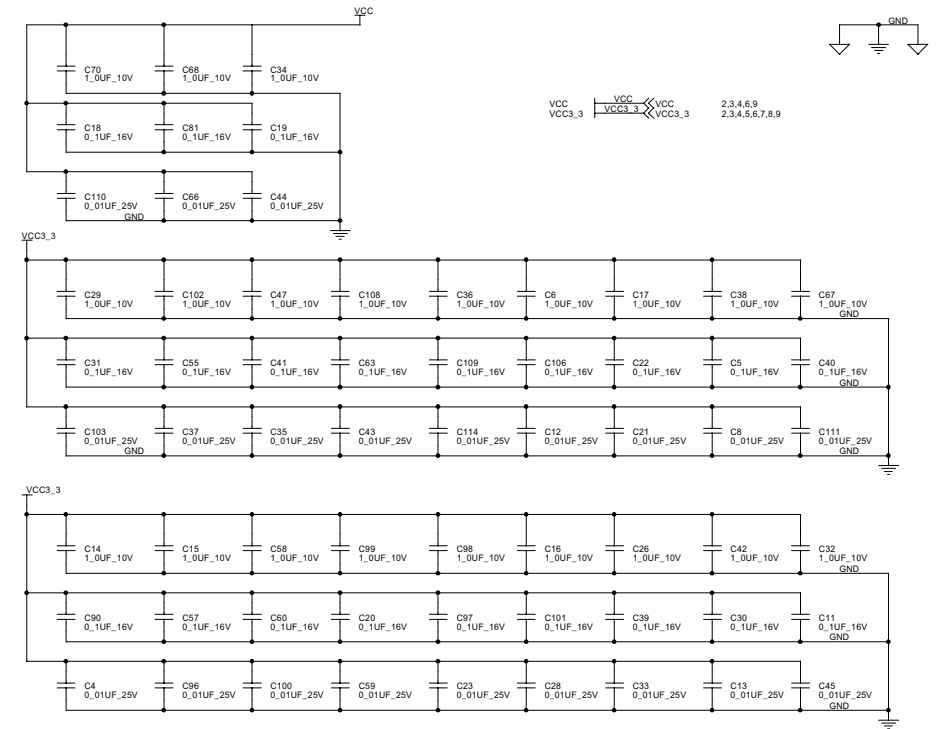 VCC
GND
C70 C68 C34
1_0UF_10V 1_0UF_10V 1_0UF_10V
VCC VCC VCC 2,3,4,6,9
VCC3_3 VCC3_3 VCC3_3 2,3,4,5,6,7,8,9
C18 C81 C19
0_1UF_16V 0_1UF_16V 0_1UF_16V
C110 C66 C44
0_01UF_25V 0_01UF_25V 0_01UF_25V
GND
VCC3_3
C29 C102 C47 C108 C36 C6 C17 C38 C67
1_0UF_10V 1_0UF_10V 1_0UF_10V 1_0UF_10V 1_0UF_10V 1_0UF_10V 1_0UF_10V 1_0UF_10V 1_0UF_10V
GND
C31 C55 C41 C63 C109 C106 C22 C5 C40
0_1UF_16V 0_1UF_16V 0_1UF_16V 0_1UF_16V 0_1UF_16V 0_1UF_16V 0_1UF_16V 0_1UF_16V 0_1UF_16V
GND
C103 C37 C35 C43 C114 C12 C21 C8 C111
0_01UF_25V 0_01UF_25V 0_01UF_25V 0_01UF_25V 0_01UF_25V 0_01UF_25V 0_01UF_25V 0_01UF_25V 0_01UF_25V
GND GND
VCC3_3
C14 C15 C58 C99 C98 C16 C26 C42 C32
1_0UF_10V 1_0UF_10V 1_0UF_10V 1_0UF_10V 1_0UF_10V 1_0UF_10V 1_0UF_10V 1_0UF_10V 1_0UF_10V
GND
C90 C57 C60 C20 C97 C101 C39 C30 C11
0_1UF_16V 0_1UF_16V 0_1UF_16V 0_1UF_16V 0_1UF_16V 0_1UF_16V 0_1UF_16V 0_1UF_16V 0_1UF_16V
GND
C4 C96 C100 C59 C23 C28 C33 C13 C45
0_01UF_25V 0_01UF_25V 0_01UF_25V 0_01UF_25V 0_01UF_25V 0_01UF_25V 0_01UF_25V 0_01UF_25V 0_01UF_25V
GND